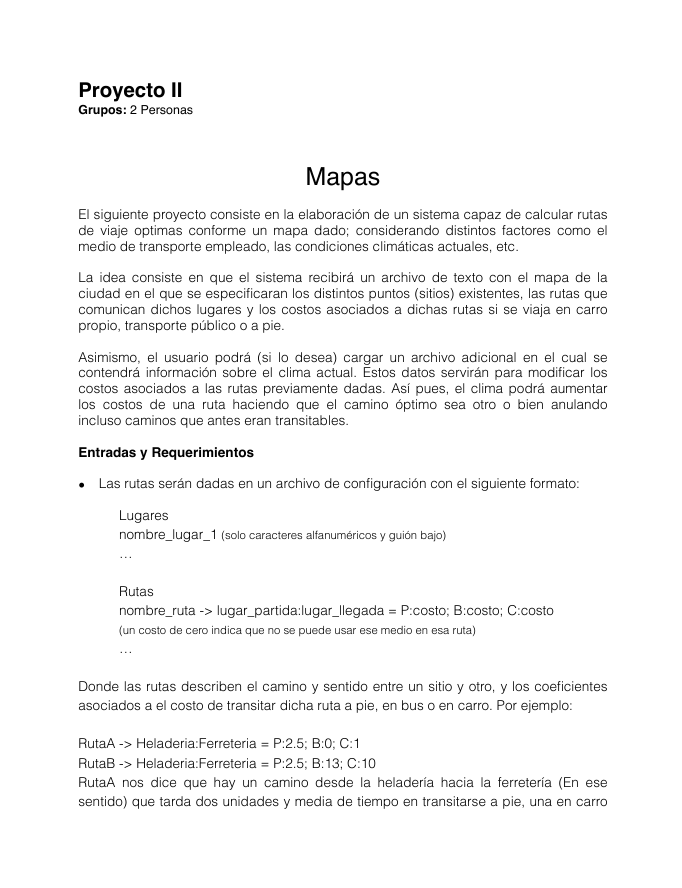 Proyecto II
Grupos: 2 Personas
Mapas
El siguiente proyecto consiste en la elaboración de un sistema capaz de calcular rutas
de viaje optimas conforme un mapa dado; considerando distintos factores como el
medio de transporte empleado, las condiciones climáticas actuales, etc.
La idea consiste en que el sistema recibirá un archivo de texto con el mapa de la
ciudad en el que se especificaran los distintos puntos (sitios) existentes, las rutas que
comunican dichos lugares y los costos asociados a dichas rutas si se viaja en carro
propio, transporte público o a pie.
Asimismo, el usuario podrá (si lo desea) cargar un archivo adicional en el cual se
contendrá información sobre el clima actual. Estos datos servirán para modificar los
costos asociados a las rutas previamente dadas. Así pues, el clima podrá aumentar
los costos de una ruta haciendo que el camino óptimo sea otro o bien anulando
incluso caminos que antes eran transitables.
Entradas y Requerimientos
• Las rutas serán dadas en un archivo de configuración con el siguiente formato:
Lugares
nombre_lugar_1 (solo caracteres alfanuméricos y guión bajo)
…
Rutas
nombre_ruta -> lugar_partida:lugar_llegada = P:costo; B:costo; C:costo
(un costo de cero indica que no se puede usar ese medio en esa ruta)
…
Donde las rutas describen el camino y sentido entre un sitio y otro, y los coeficientes
asociados a el costo de transitar dicha ruta a pie, en bus o en carro. Por ejemplo:
RutaA -> Heladeria:Ferreteria = P:2.5; B:0; C:1
RutaB -> Heladeria:Ferreteria = P:2.5; B:13; C:10
RutaA nos dice que hay un camino desde la heladería hacia la ferretería (En ese
sentido) que tarda dos unidades y media de tiempo en transitarse a pie, una en carro